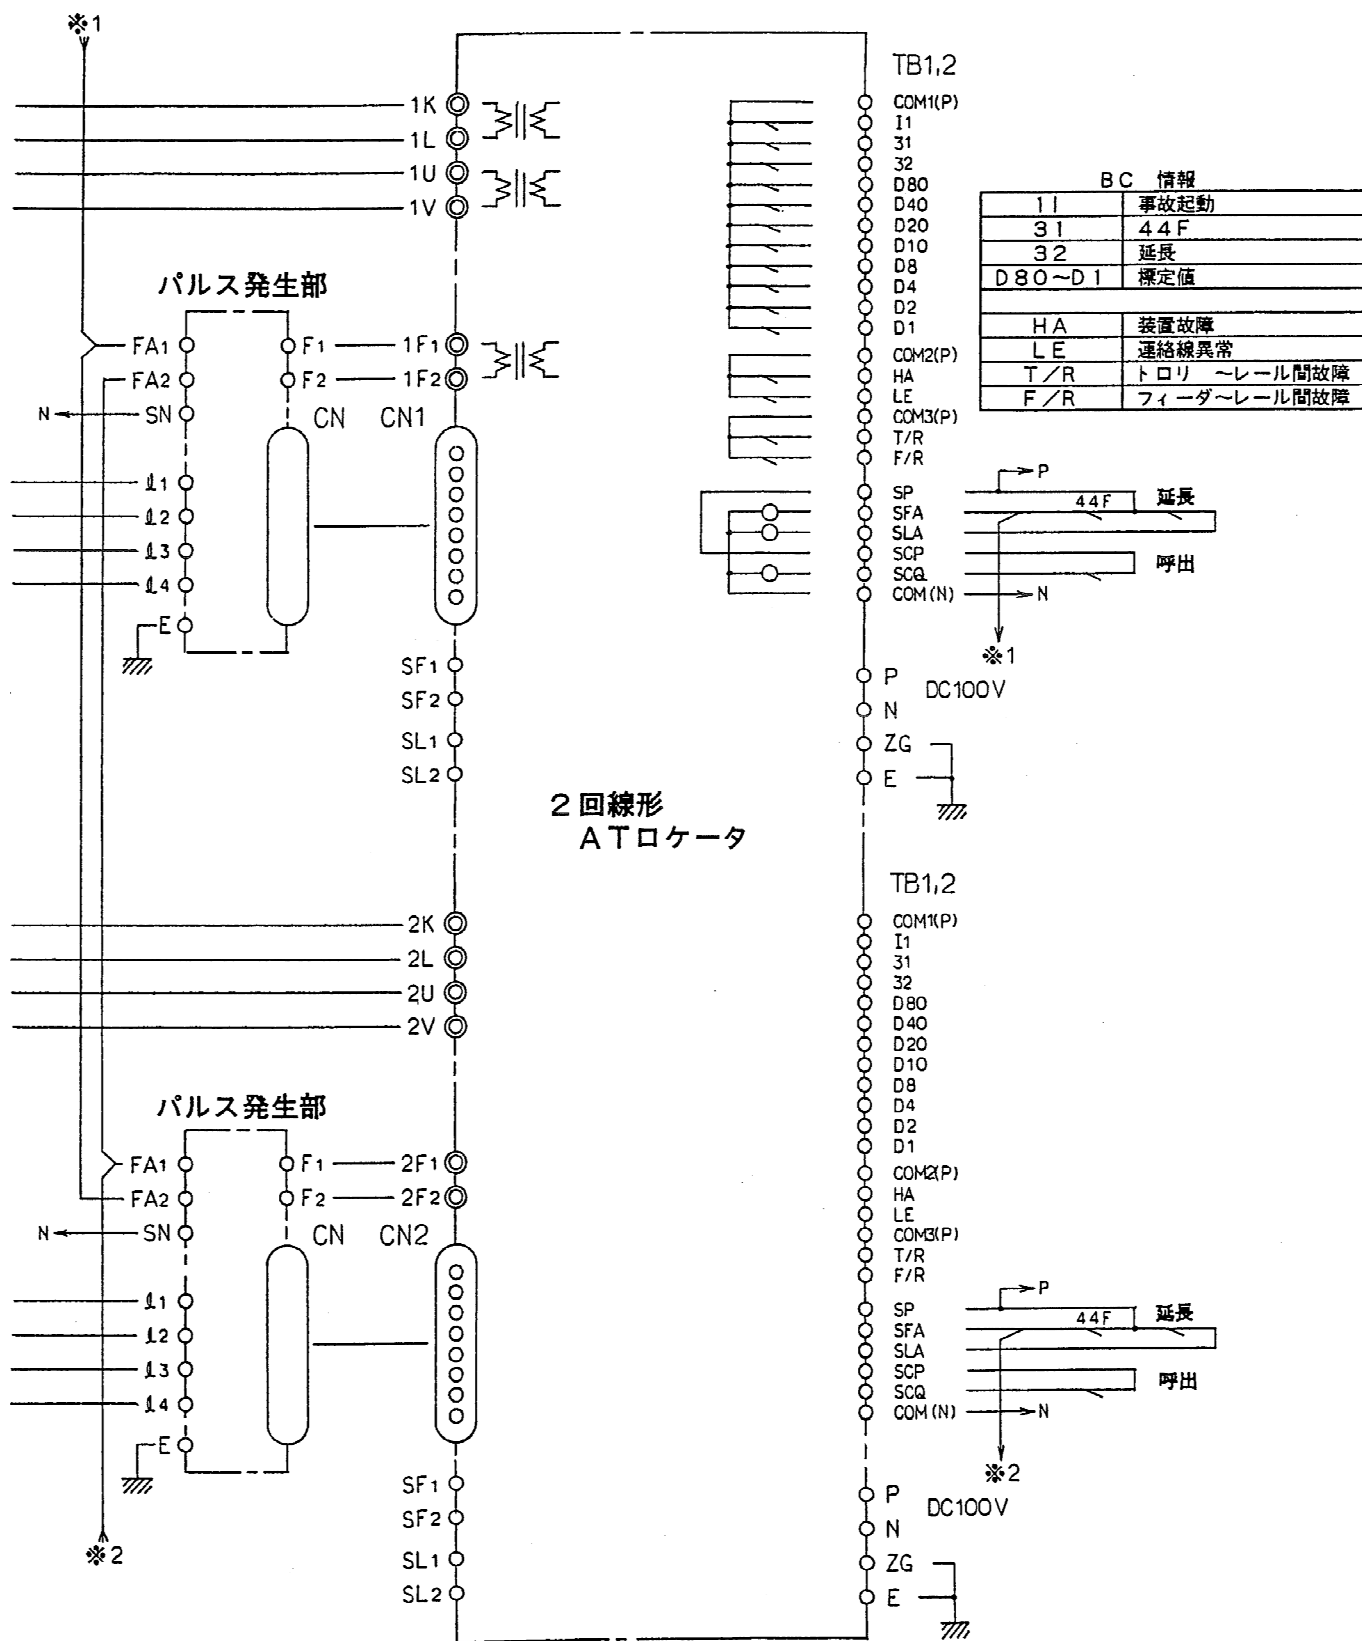 ※1
TB1,2
1K
1L
1U
1V
COM1(P)
I1
31
32
D80
D40
D20
D10
D8
D4
D2
D1
COM2(P)
HA
LE
COM3(P)
T/R
F/R
SP
SFA
SLA
SCP
SCQ
COM(N)
BC 情報
11 事故起動
31 44F
32 延長
D80〜D1 標定値
HA 装置故障
LE 連絡線異常
T/R トロリ 〜レール間故障
F/R フィーダ〜レール間故障
パルス発生部
FA1
FA2
N
SN
ℓ1
ℓ2
ℓ3
ℓ4
E
F1
F2
1F1
1F2
CN
CN1
SF1
SF2
SL1
SL2
P
44F
延長
呼出
N
※1
P
DC100V
N
ZG
E
2回線形
ATロケータ
TB1,2
2K
2L
2U
2V
COM1(P)
I1
31
32
D80
D40
D20
D10
D8
D4
D2
D1
COM2(P)
HA
LE
COM3(P)
T/R
F/R
SP
SFA
SLA
SCP
SCQ
COM(N)
パルス発生部
FA1
FA2
N
SN
ℓ1
ℓ2
ℓ3
ℓ4
E
F1
F2
2F1
2F2
CN
CN2
SF1
SF2
SL1
SL2
P
44F
延長
呼出
N
※2
P
DC100V
N
ZG
E
※2